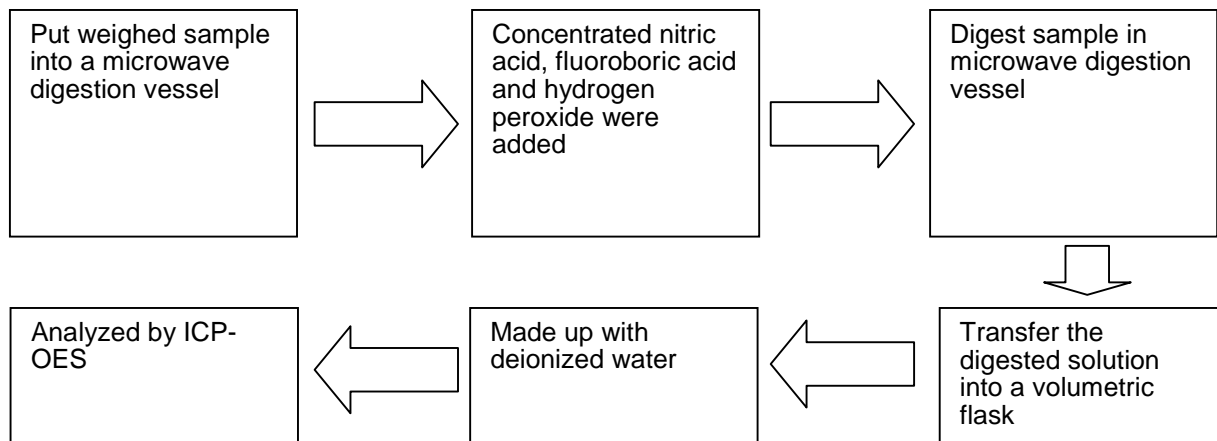 Put weighed sample
into a microwave
digestion vessel
Concentrated nitric
acid, fluoroboric acid
and hydrogen
peroxide were
added
Digest sample in
microwave digestion
vessel
Transfer the
digested solution
into a volumetric
flask
Made up with
deionized water
Analyzed by ICP-
OES